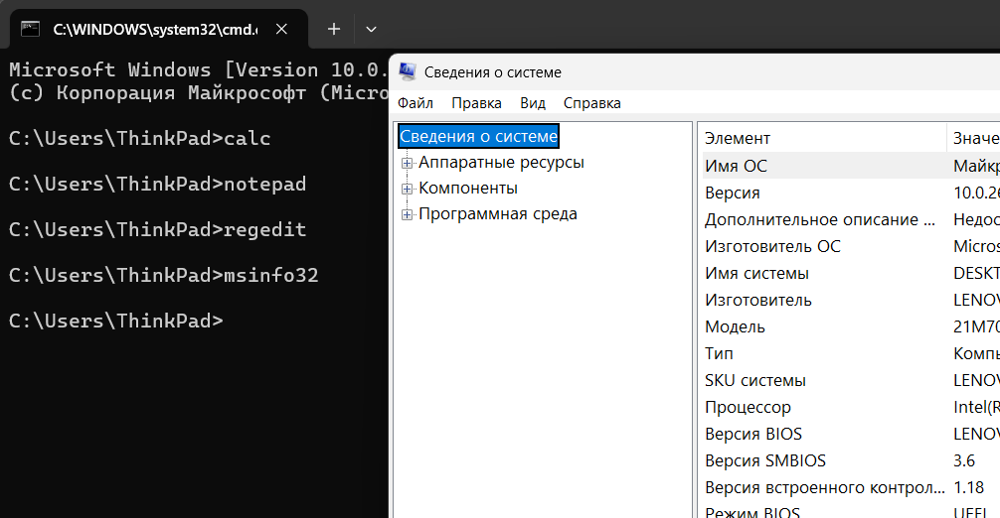 C:\WINDOWS\system32\cmd.e
Microsoft Windows [Version 10.0.
(c) Корпорация Майкрософт (Micro
C:\Users\ThinkPad>calc
C:\Users\ThinkPad>notepad
C:\Users\ThinkPad>regedit
C:\Users\ThinkPad>msinfo32
C:\Users\ThinkPad>
Сведения о системе
Файл Правка Вид Справка
Сведения о системе
Аппаратные ресурсы
Компоненты
Программная среда
Элемент Значе
Имя ОС Майкр
Версия 10.0.26
Дополнительное описание ... Недос
Изготовитель ОС Micros
Имя системы DESKT
Изготовитель LENOV
Модель 21M70
Тип Компь
SKU системы LENOV
Процессор Intel(R
Версия BIOS LENOV
Версия SMBIOS 3.6
Версия встроенного контрол... 1.18
Режим BIOS UEFI